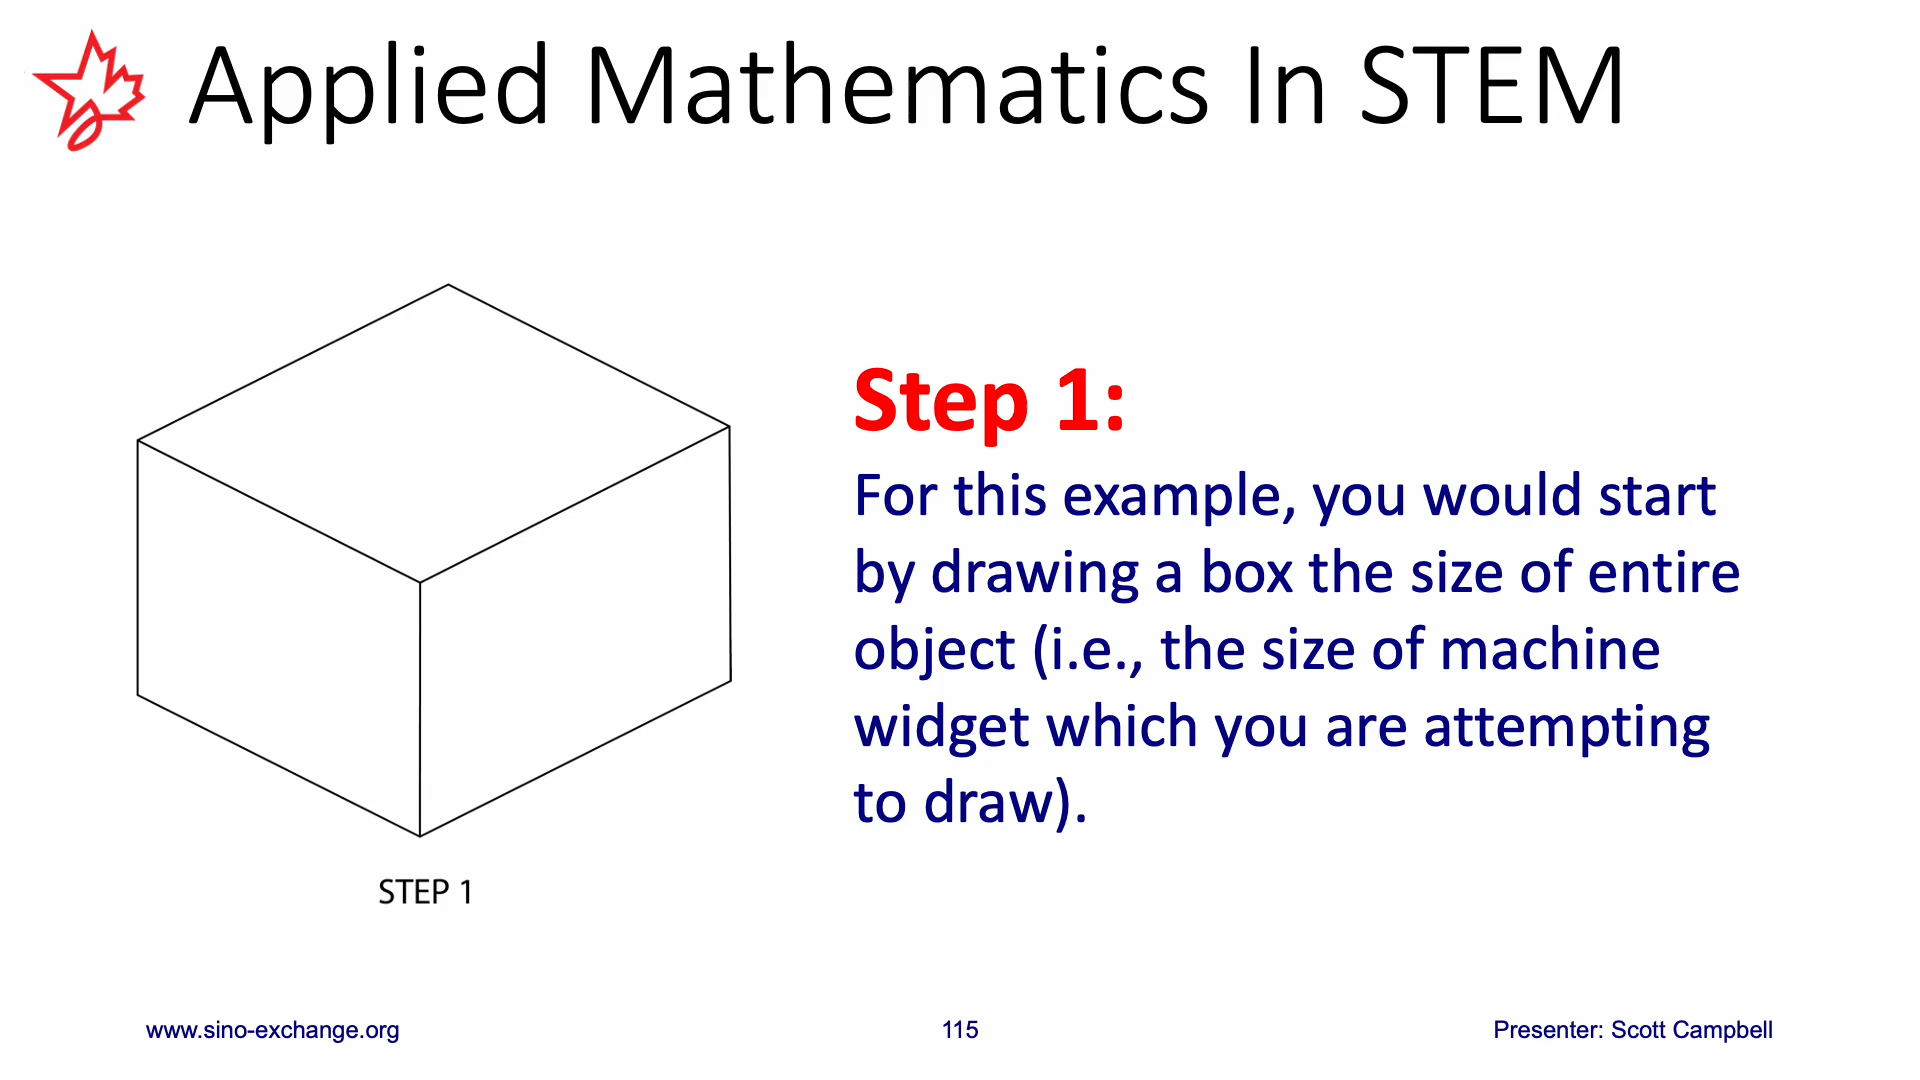 Applied Mathematics In STEM
Step 1:
For this example, you would start
by drawing a box the size of entire
object (i.e., the size of machine
widget which you are attempting
to draw).
STEP 1
www.sino-exchange.org
115
Presenter: Scott Campbell